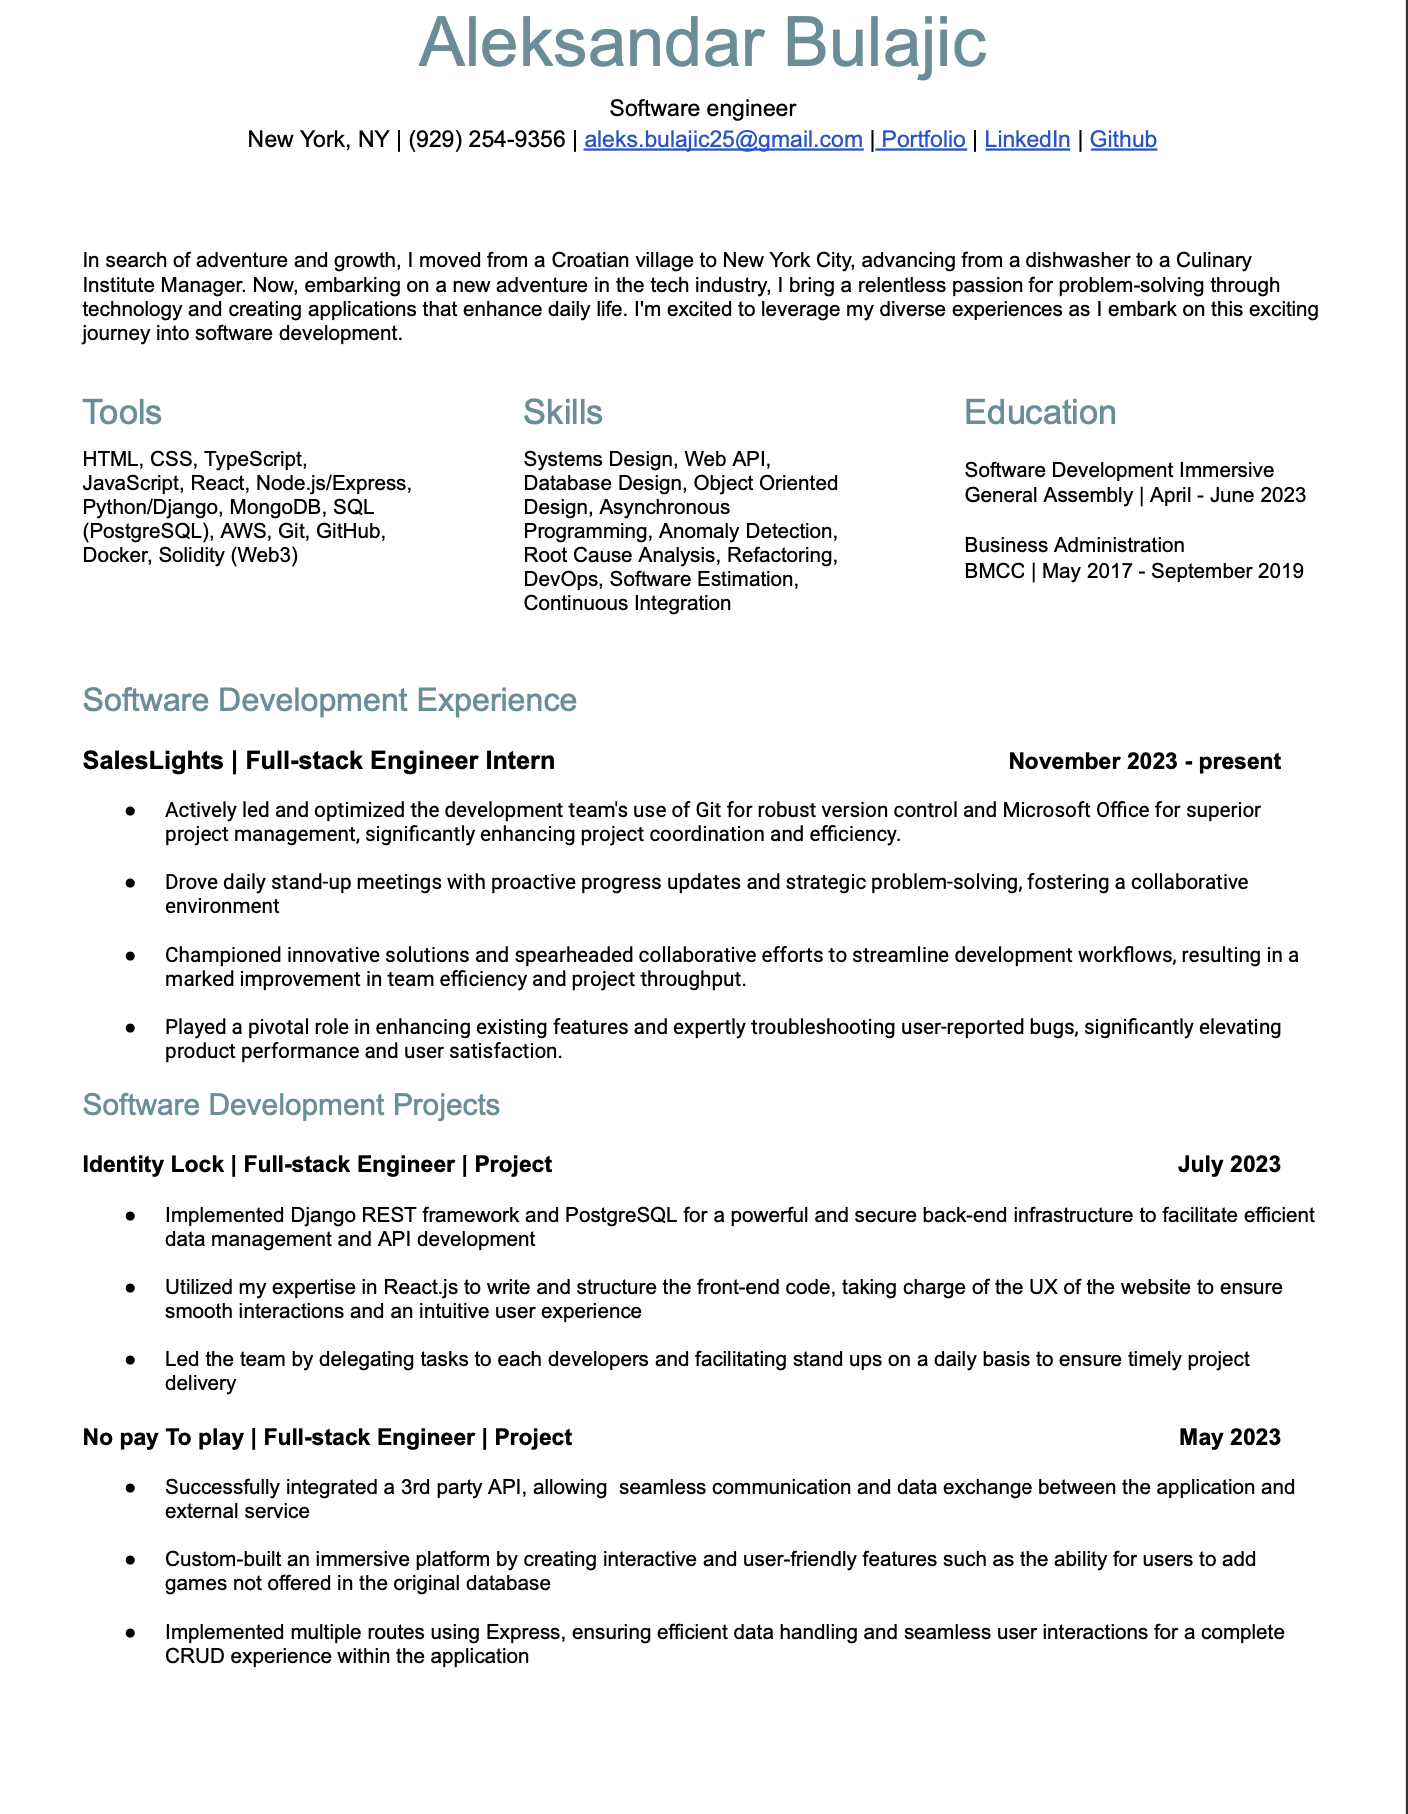 Aleksandar Bulajic
Software engineer
New York, NY | (929) 254-9356 | aleks.bulajic25@gmail.com | Portfolio | LinkedIn | Github
In search of adventure and growth, I moved from a Croatian village to New York City, advancing from a dishwasher to a Culinary
Institute Manager. Now, embarking on a new adventure in the tech industry, I bring a relentless passion for problem-solving through
technology and creating applications that enhance daily life. I'm excited to leverage my diverse experiences as I embark on this exciting
journey into software development.
Tools
HTML, CSS, TypeScript,
JavaScript, React, Node.js/Express,
Python/Django, MongoDB, SQL
(PostgreSQL), AWS, Git, GitHub,
Docker, Solidity (Web3)
Skills
Systems Design, Web API,
Database Design, Object Oriented
Design, Asynchronous
Programming, Anomaly Detection,
Root Cause Analysis, Refactoring,
DevOps, Software Estimation,
Continuous Integration
Education
Software Development Immersive
General Assembly | April - June 2023
Business Administration
BMCC | May 2017 - September 2019
Software Development Experience
SalesLights | Full-stack Engineer Intern November 2023 - present
● Actively led and optimized the development team's use of Git for robust version control and Microsoft Office for superior
project management, significantly enhancing project coordination and efficiency.
● Drove daily stand-up meetings with proactive progress updates and strategic problem-solving, fostering a collaborative
environment
● Championed innovative solutions and spearheaded collaborative efforts to streamline development workflows, resulting in a
marked improvement in team efficiency and project throughput.
● Played a pivotal role in enhancing existing features and expertly troubleshooting user-reported bugs, significantly elevating
product performance and user satisfaction.
Software Development Projects
Identity Lock | Full-stack Engineer | Project July 2023
● Implemented Django REST framework and PostgreSQL for a powerful and secure back-end infrastructure to facilitate efficient
data management and API development
● Utilized my expertise in React.js to write and structure the front-end code, taking charge of the UX of the website to ensure
smooth interactions and an intuitive user experience
● Led the team by delegating tasks to each developers and facilitating stand ups on a daily basis to ensure timely project
delivery
No pay To play | Full-stack Engineer | Project May 2023
● Successfully integrated a 3rd party API, allowing  seamless communication and data exchange between the application and
external service
● Custom-built an immersive platform by creating interactive and user-friendly features such as the ability for users to add
games not offered in the original database
● Implemented multiple routes using Express, ensuring efficient data handling and seamless user interactions for a complete
CRUD experience within the application